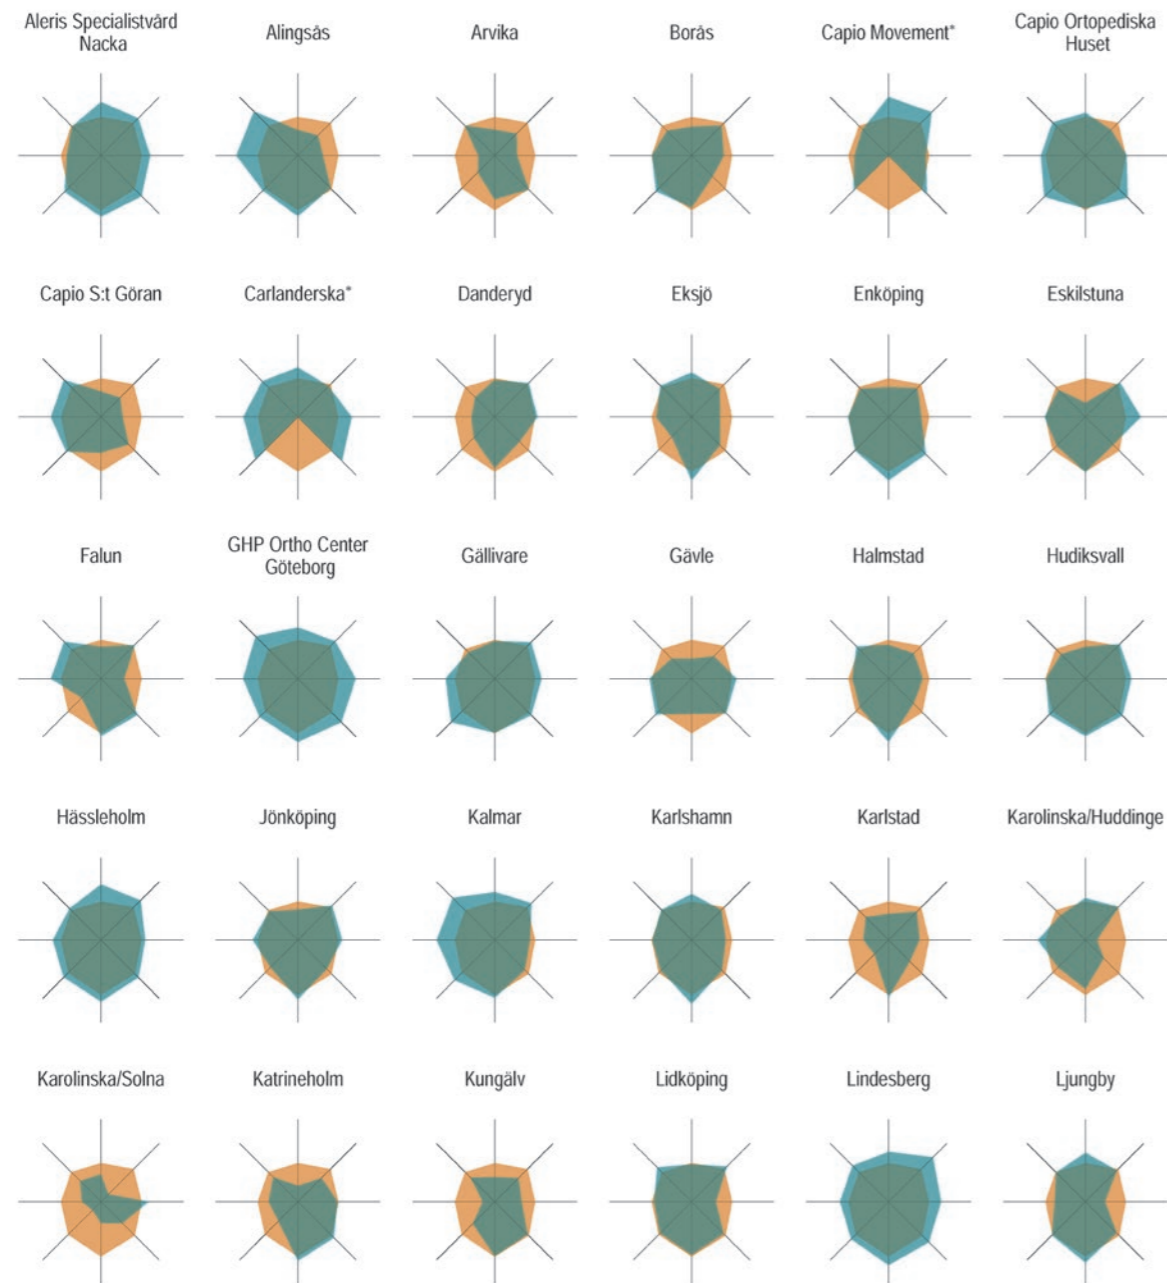 Aleris Specialistvård
Nacka
Alingsås
Arvika
Borås
Capio Movement*
Capio Ortopediska
Huset
Capio S:t Göran
Carlanderska*
Danderyd
Eksjö
Enköping
Eskilstuna
Falun
GHP Ortho Center
Göteborg
Gällivare
Gävle
Halmstad
Hudiksvall
Hässleholm
Jönköping
Kalmar
Karlshamn
Karlstad
Karolinska/Huddinge
Karolinska/Solna
Katrineholm
Kungälv
Lidköping
Lindesberg
Ljungby